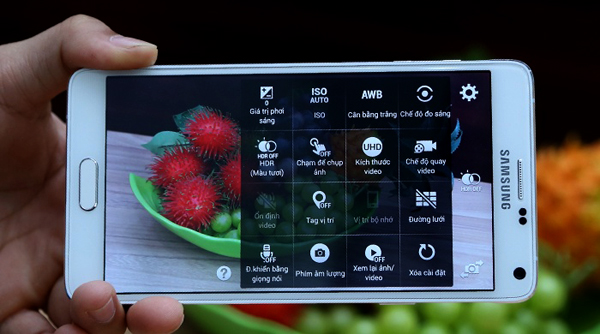 0
Giá trị phơi
sáng
ISO
AUTO
ISO
AWB
Cân bằng trắng
Chế độ đo sáng
HDR OFF
HDR
(Màu tươi)
OFF
Chạm để chụp
ảnh
UHD
Kích thước
video
Chế độ quay
video
Ổn định
video
OFF
Tag vị trí
Vị trí bộ nhớ
Đường lưới
OFF
Đ.khiển bằng
giọng nói
Phím âm lượng
OFF
Xem lại ảnh/
video
Xóa cài đặt
HDR OFF
?
SAMSUNG